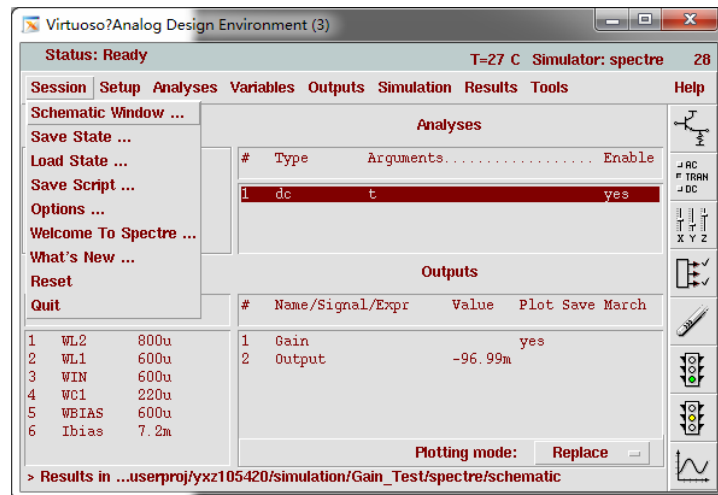 Virtuoso?Analog Design Environment (3)
Status: Ready T=27 C Simulator: spectre 28
Session Setup Analyses Variables Outputs Simulation Results Tools Help
Schematic Window ...
Save State ...
Load State ...
Save Script ...
Options ...
Welcome To Spectre ...
What's New ...
Reset
Quit
Analyses
# Type Arguments.................. Enable
1 dc t yes
Outputs
# Name/Signal/Expr Value Plot Save March
1 Gain yes
2 Output -96.99m
1 WL2 800u
2 WL1 600u
3 WIN 600u
4 WC1 220u
5 WBIAS 600u
6 Ibias 7.2m
Plotting mode: Replace
> Results in ...userproj/yxz105420/simulation/Gain_Test/spectre/schematic
AC
TRAN
DC
X Y Z